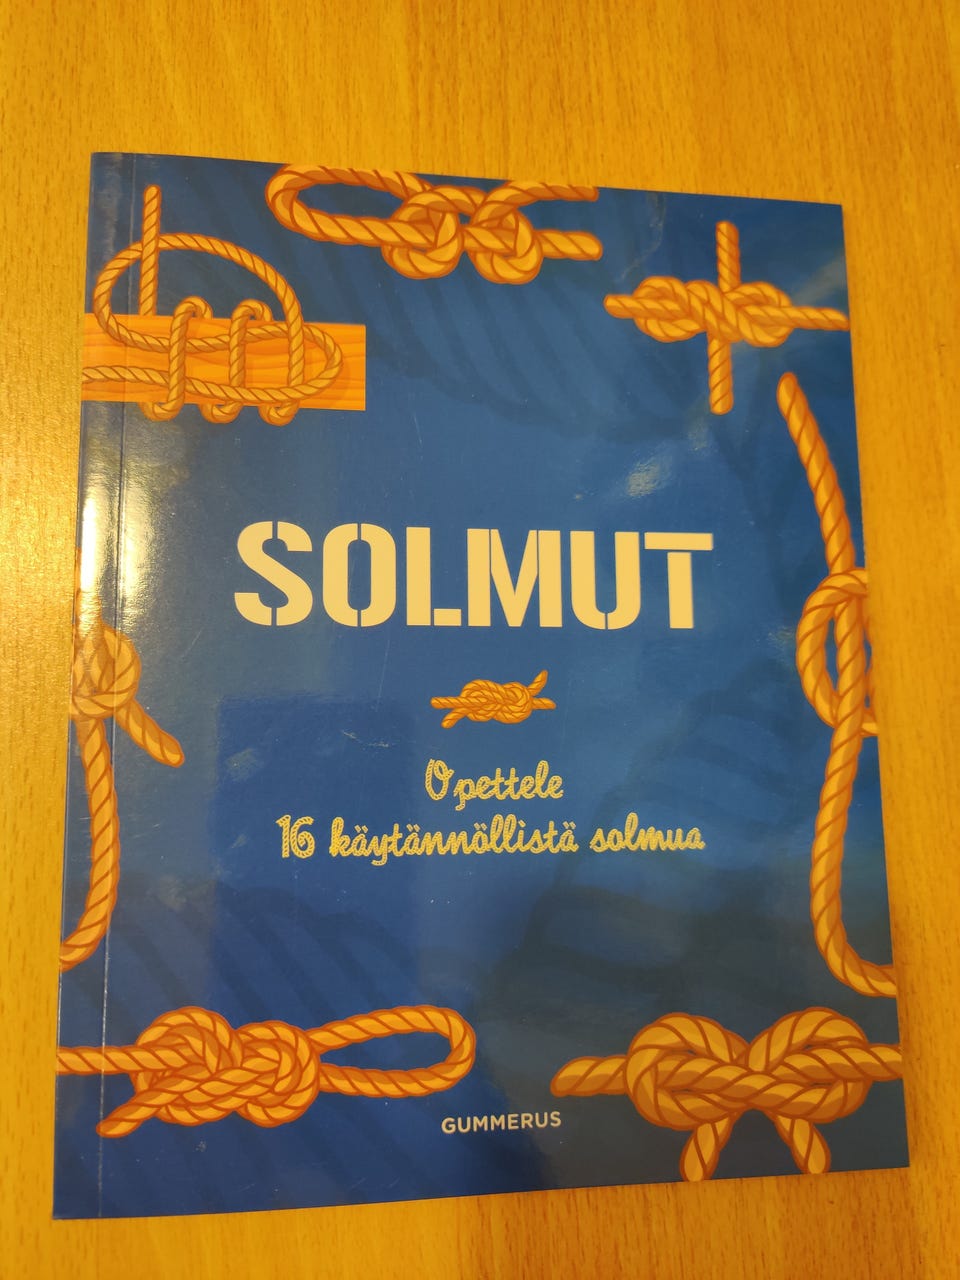 SOLMUT
Opettele
16 käytännöllistä solmua
GUMMERUS